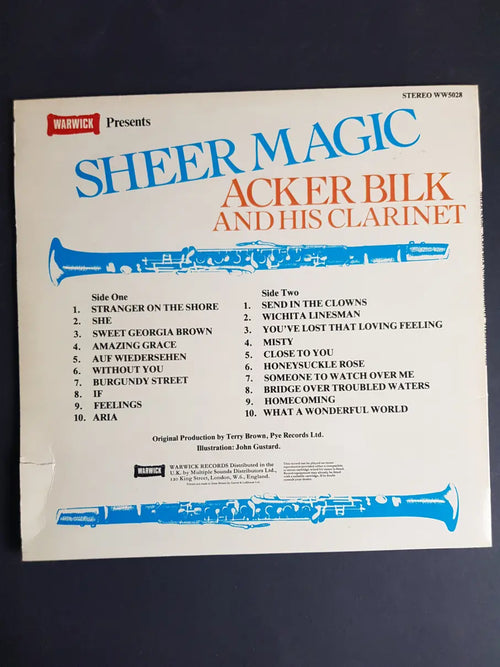 STEREO WW5028
WARWICK Presents
SHEER MAGIC
ACKER BILK
AND HIS CLARINET
Side One
1. STRANGER ON THE SHORE
2. SHE
3. SWEET GEORGIA BROWN
4. AMAZING GRACE
5. AUF WIEDERSEHEN
6. WITHOUT YOU
7. BURGUNDY STREET
8. IF
9. FEELINGS
10. ARIA
Side Two
1. SEND IN THE CLOWNS
2. WICHITA LINESMAN
3. YOU'VE LOST THAT LOVING FEELING
4. MISTY
5. CLOSE TO YOU
6. HONEYSUCKLE ROSE
7. SOMEONE TO WATCH OVER ME
8. BRIDGE OVER TROUBLED WATERS
9. HOMECOMING
10. WHAT A WONDERFUL WORLD
Original Production by Terry Brown, Pye Records Ltd.
Illustration: John Gustard.
WARWICK
WARWICK RECORDS Distributed in the
U.K. by Multiple Sounds Distributors Ltd.,
120 King Street, London, W.6., England.